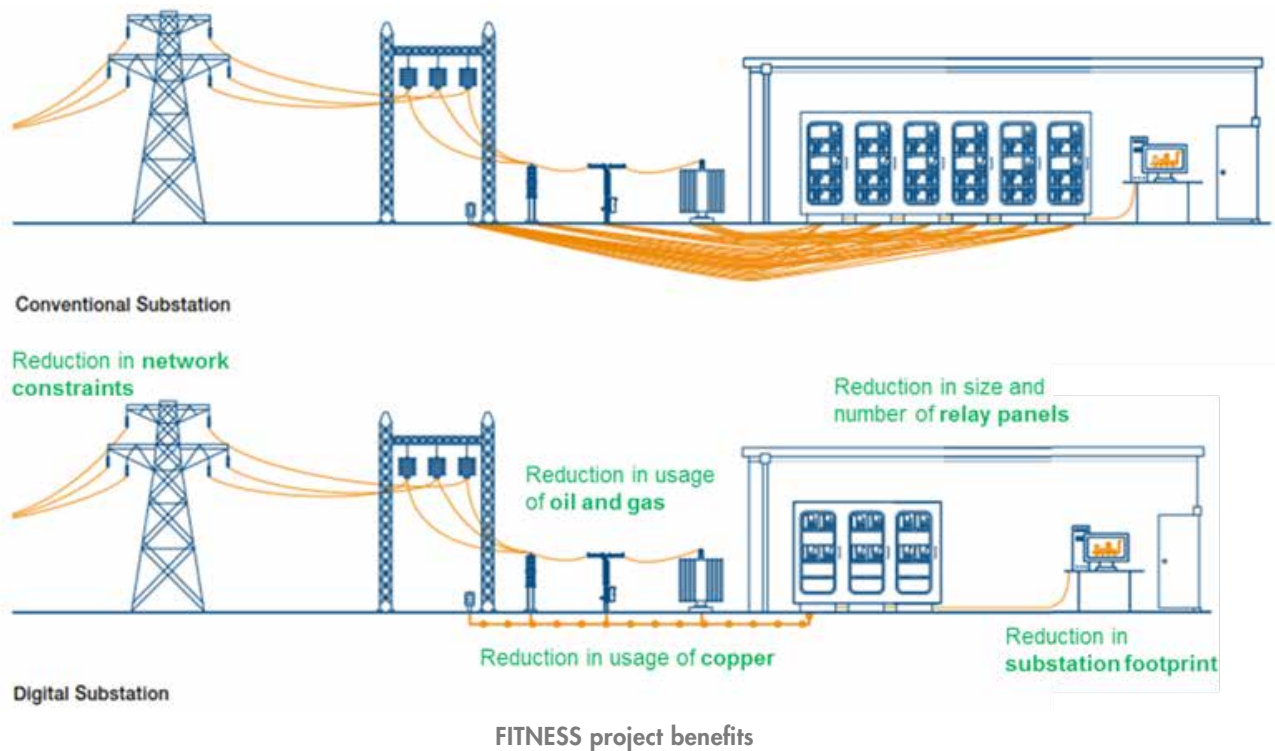 Conventional Substation
Reduction in network
constraints
Reduction in size and
number of relay panels
Reduction in usage
of oil and gas
Reduction in usage of copper
Reduction in
substation footprint
Digital Substation
FITNESS project benefits